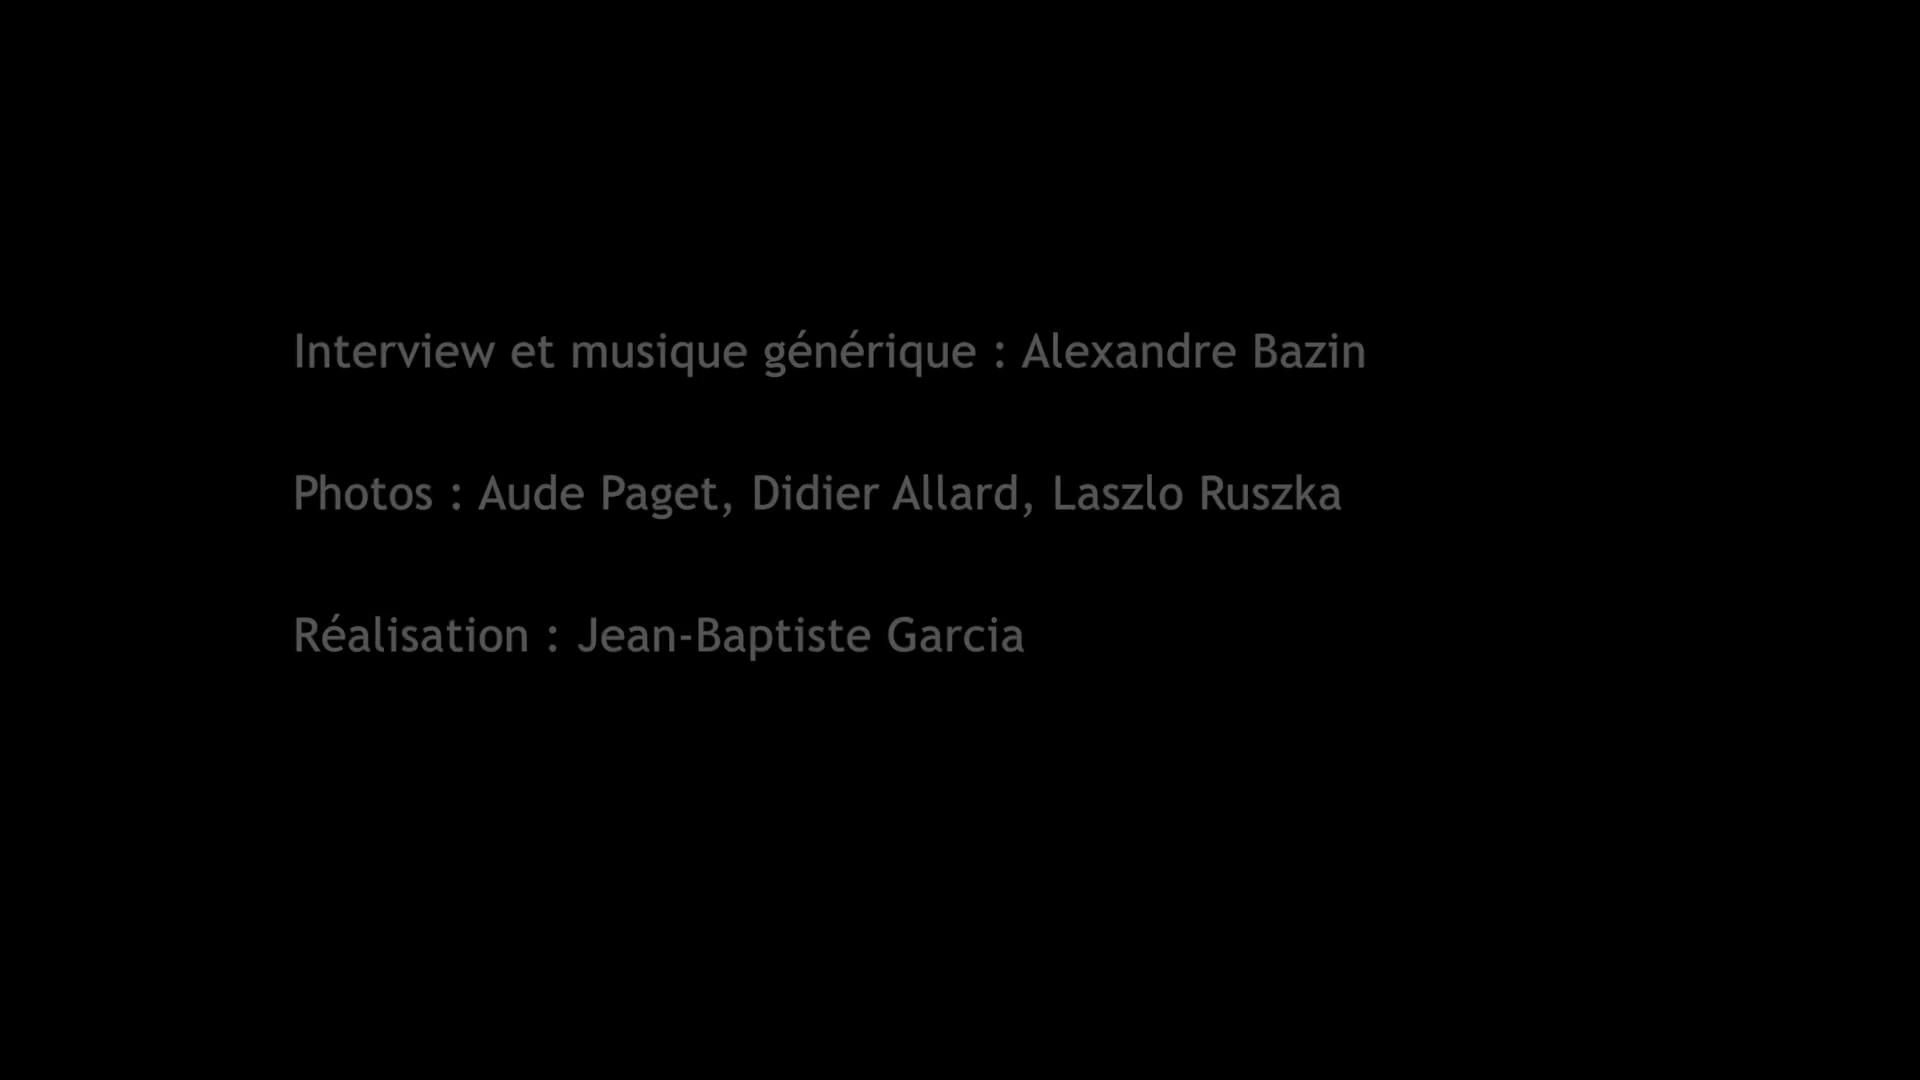 Interview et musique générique : Alexandre Bazin
Photos : Aude Paget, Didier Allard, Laszlo Ruszka
Réalisation : Jean-Baptiste Garcia